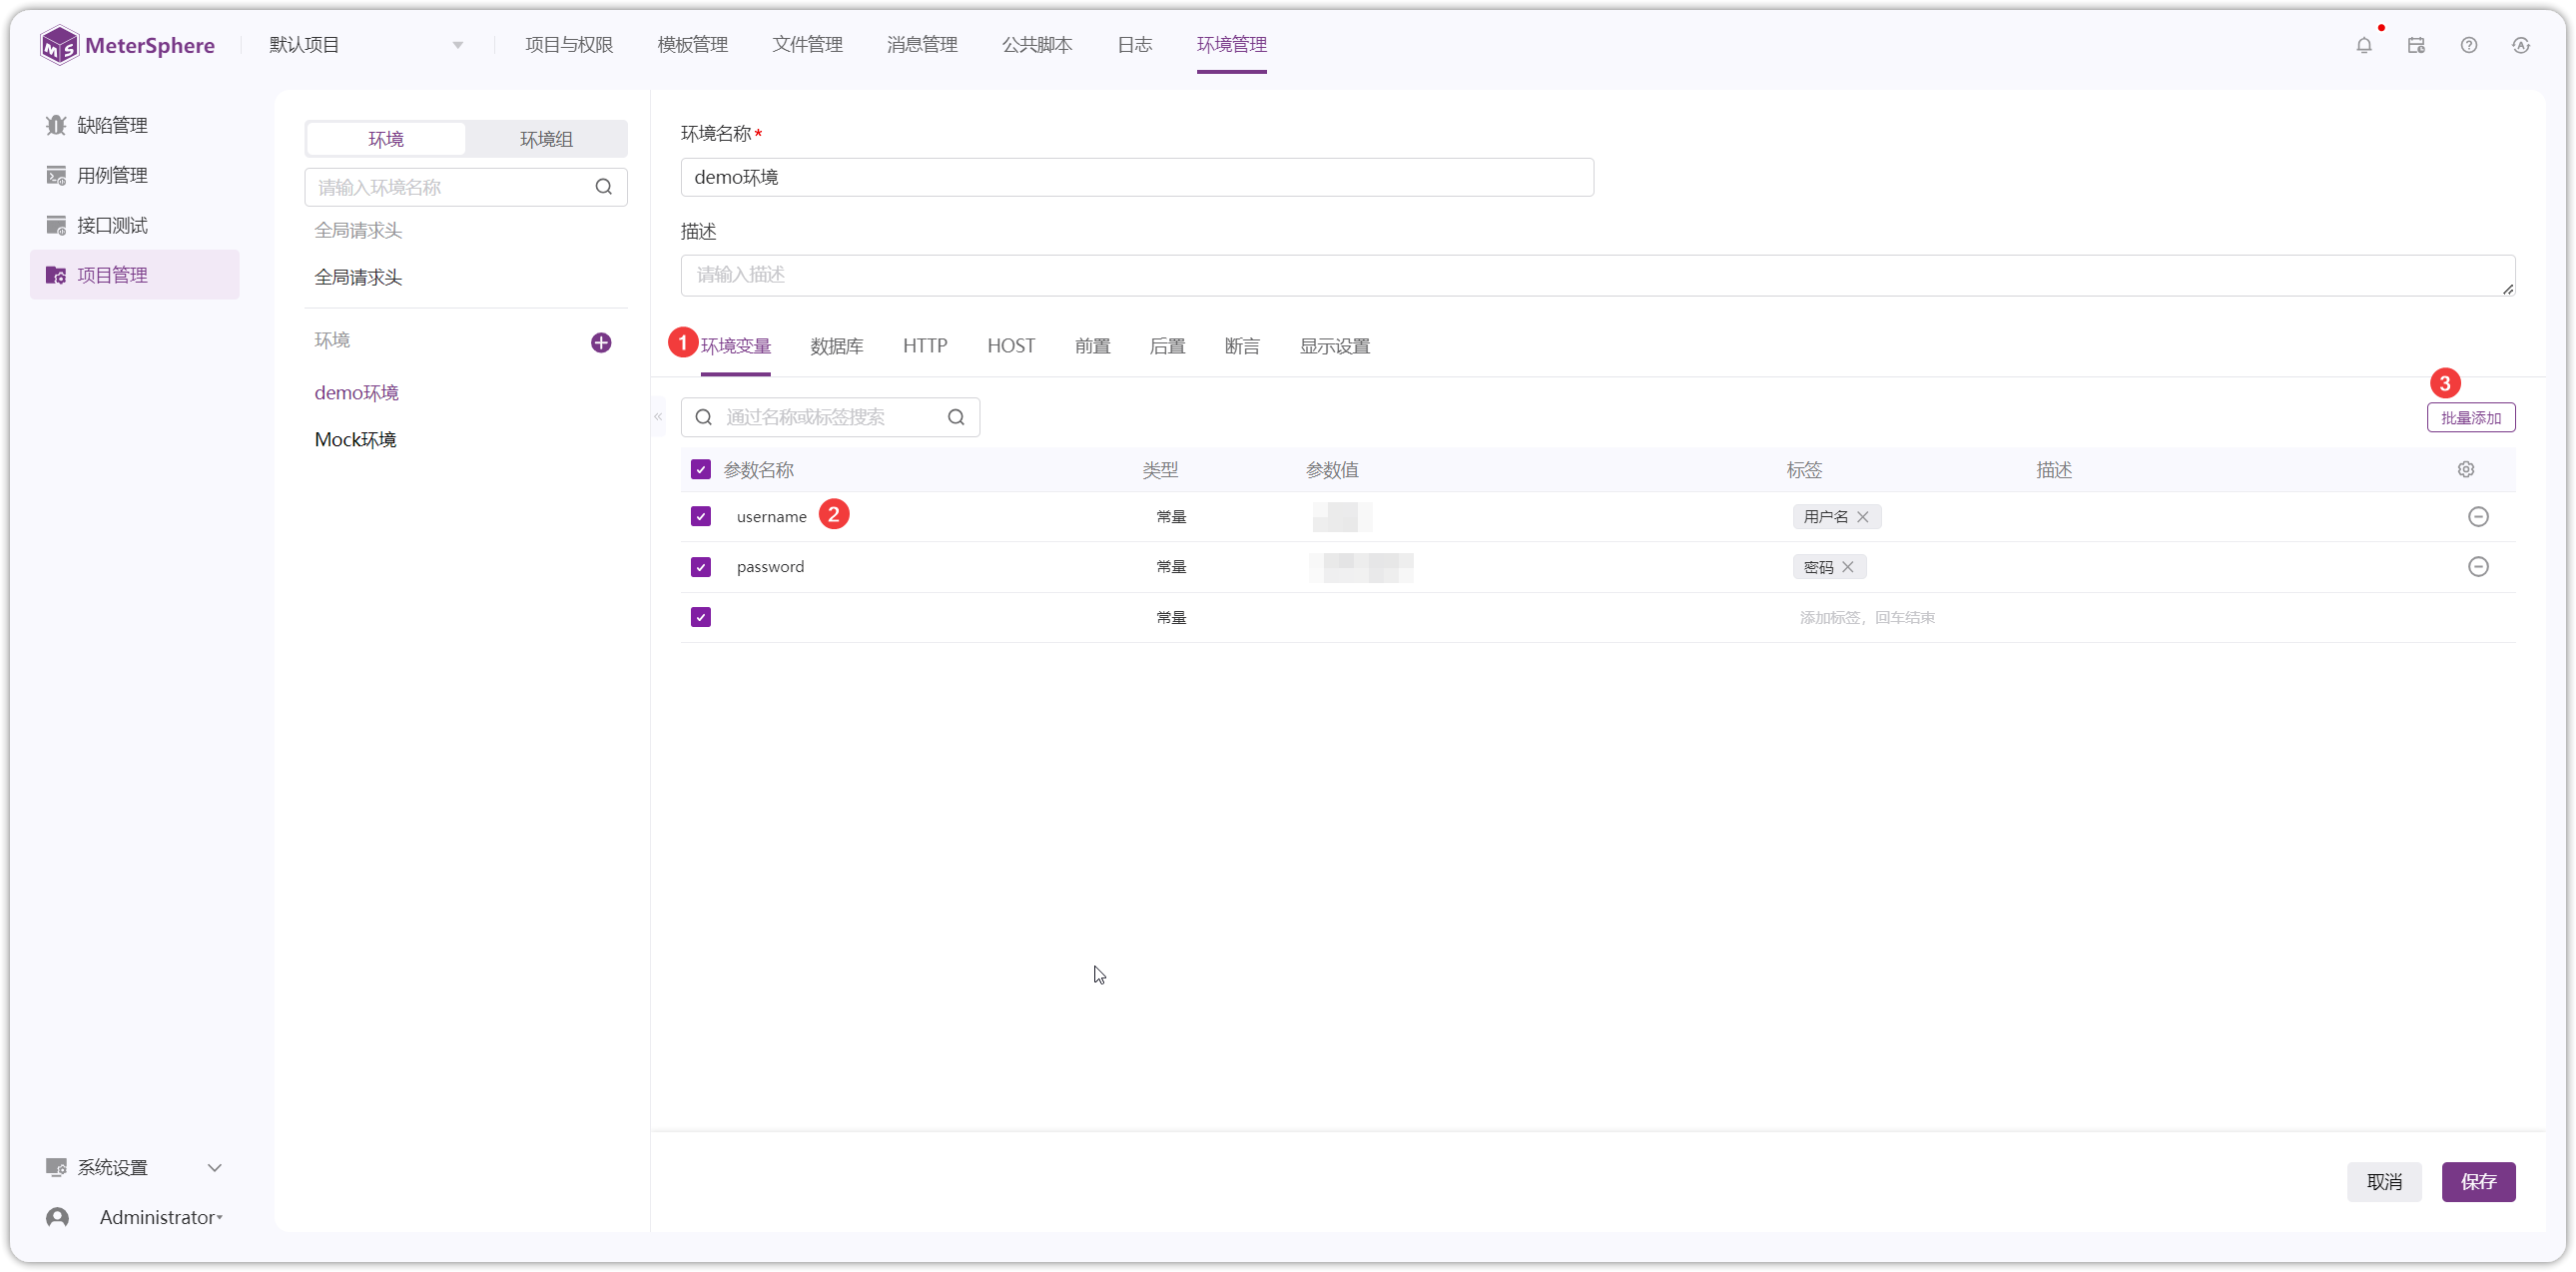 MeterSphere 默认项目 项目与权限 模板管理 文件管理 消息管理 公共脚本 日志 环境管理
缺陷管理
用例管理
接口测试
项目管理
环境 环境组
请输入环境名称
全局请求头
全局请求头
环境
demo环境
Mock环境
环境名称*
demo环境
描述
请输入描述
1 环境变量 数据库 HTTP HOST 前置 后置 断言 显示设置
3
通过名称或标签搜索 批量添加
参数名称 类型 参数值 标签 描述
username 2 常量 用户名
password 常量 密码
常量 添加标签，回车结束
取消 保存
系统设置
Administrator